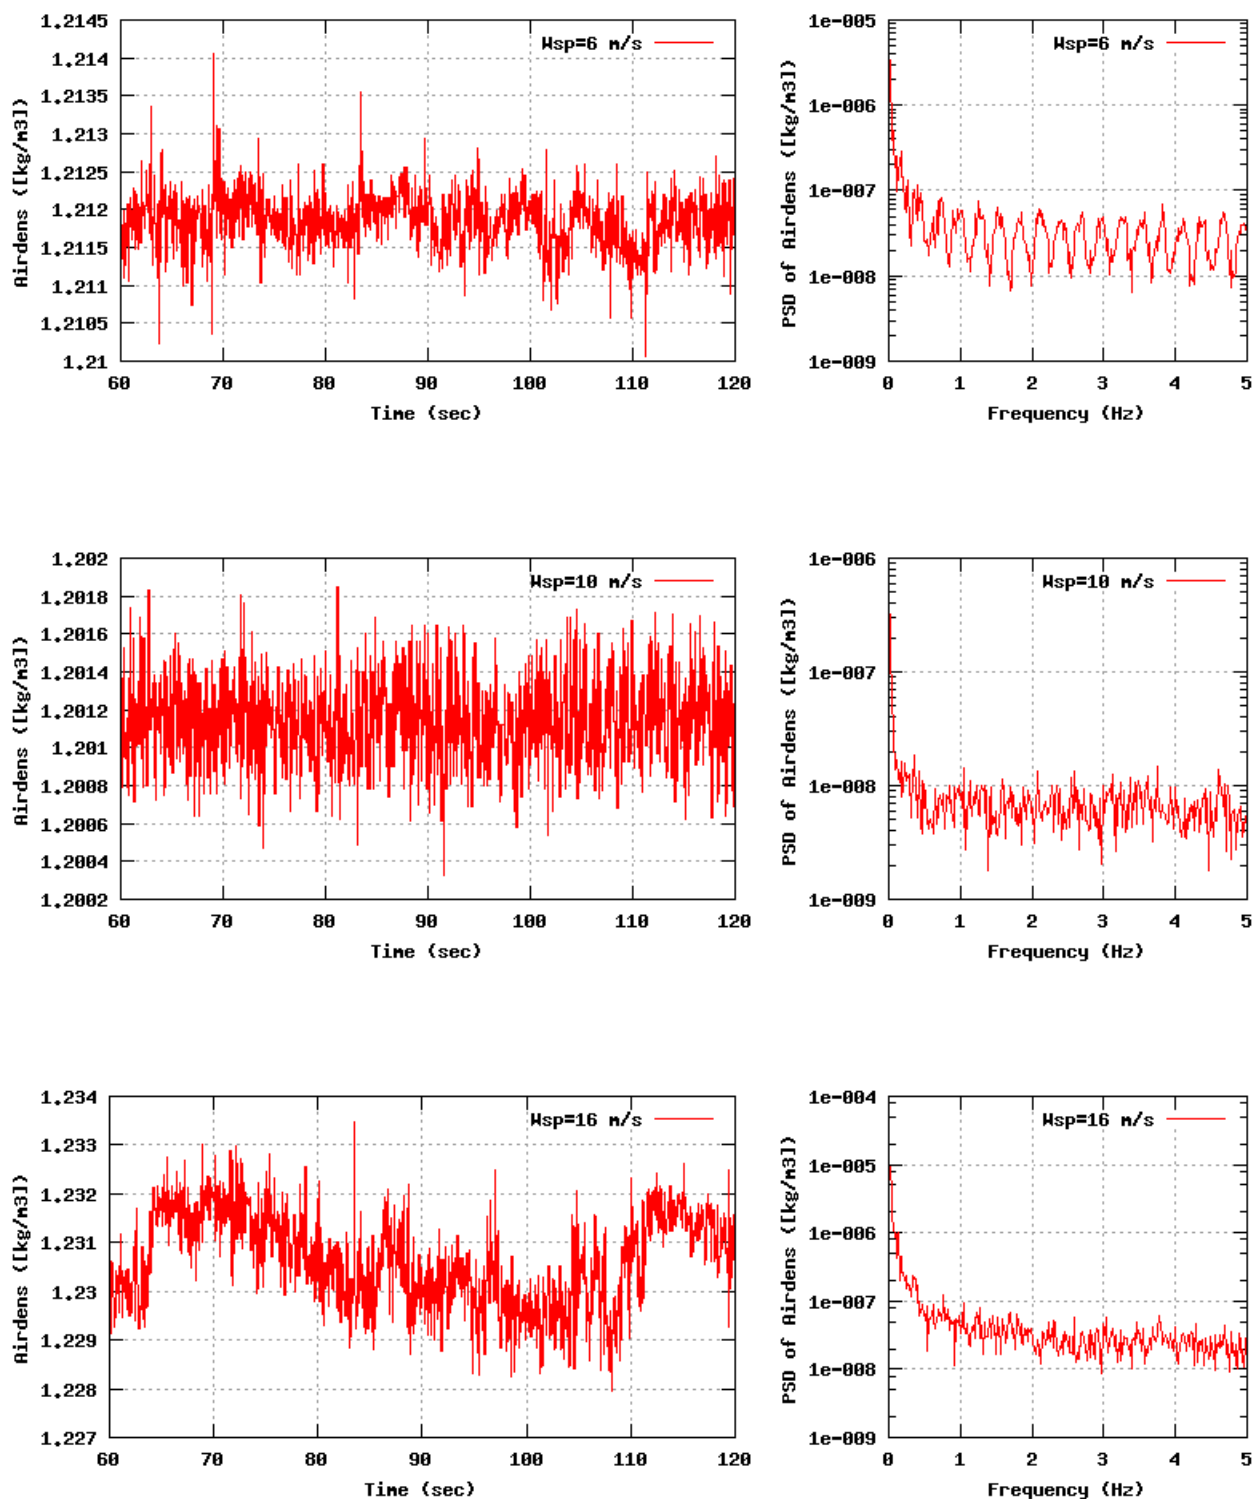 Airdens ([kg/m3])
1.2145
1.214
1.2135
1.213
1.2125
1.212
1.2115
1.211
1.2105
1.21
60 70 80 90 100 110 120
Time (sec)
Wsp=6 m/s
PSD of Airdens ([kg/m3])
1e-005
1e-006
1e-007
1e-008
1e-009
0 1 2 3 4 5
Frequency (Hz)
Wsp=6 m/s
Airdens ([kg/m3])
1.202
1.2018
1.2016
1.2014
1.2012
1.201
1.2008
1.2006
1.2004
1.2002
60 70 80 90 100 110 120
Time (sec)
Wsp=10 m/s
PSD of Airdens ([kg/m3])
1e-006
1e-007
1e-008
1e-009
0 1 2 3 4 5
Frequency (Hz)
Wsp=10 m/s
Airdens ([kg/m3])
1.234
1.233
1.232
1.231
1.23
1.229
1.228
1.227
60 70 80 90 100 110 120
Time (sec)
Wsp=16 m/s
PSD of Airdens ([kg/m3])
1e-004
1e-005
1e-006
1e-007
1e-008
1e-009
0 1 2 3 4 5
Frequency (Hz)
Wsp=16 m/s